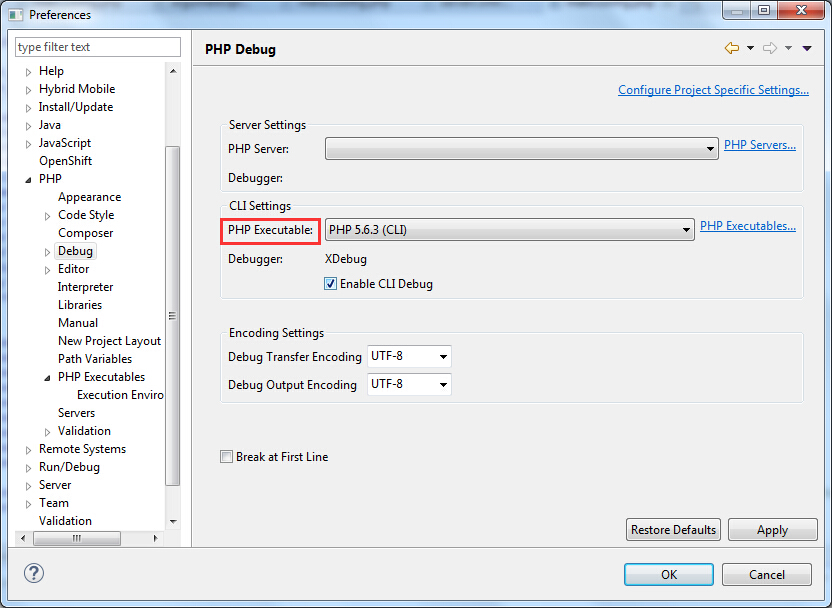 Preferences
type filter text
Help
Hybrid Mobile
Install/Update
Java
JavaScript
OpenShift
PHP
Appearance
Code Style
Composer
Debug
Editor
Interpreter
Libraries
Manual
New Project Layout
Path Variables
PHP Executables
Execution Enviro
Servers
Validation
Remote Systems
Run/Debug
Server
Team
Validation
PHP Debug
Configure Project Specific Settings...
Server Settings
PHP Server: PHP Servers...
Debugger:
CLI Settings
PHP Executable: PHP 5.6.3 (CLI) PHP Executables...
Debugger: XDebug
Enable CLI Debug
Encoding Settings
Debug Transfer Encoding UTF-8
Debug Output Encoding UTF-8
Break at First Line
Restore Defaults Apply
? OK Cancel